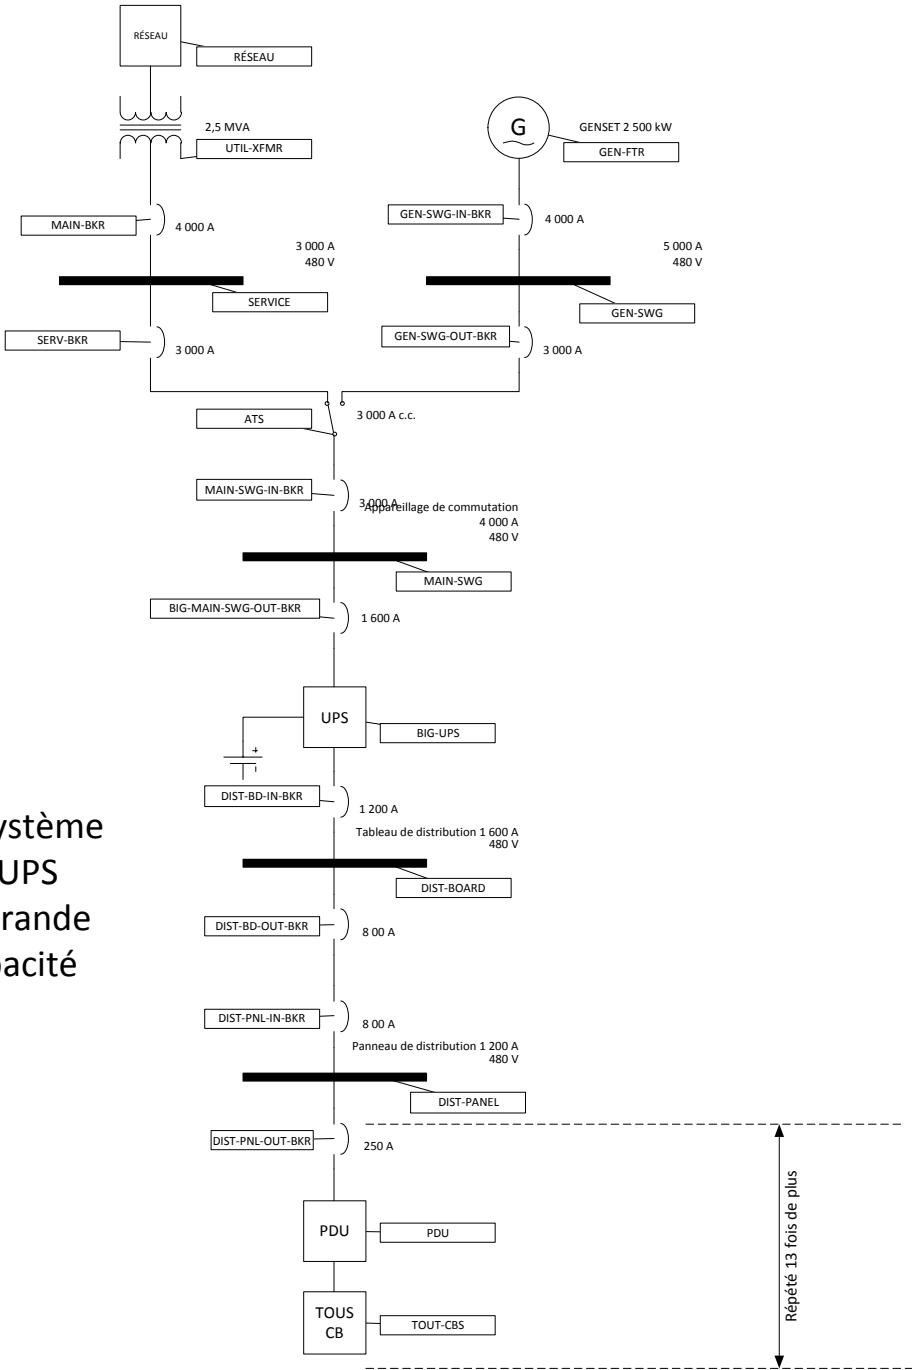 RÉSEAU
RÉSEAU
2,5 MVA
UTIL-XFMR
G
GENSET 2 500 kW
GEN-FTR
MAIN-BKR
4 000 A
GEN-SWG-IN-BKR
4 000 A
3 000 A
480 V
5 000 A
480 V
SERVICE
GEN-SWG
SERV-BKR
3 000 A
GEN-SWG-OUT-BKR
3 000 A
ATS
3 000 A c.c.
MAIN-SWG-IN-BKR
3 000 A
Appareillage de commutation
4 000 A
480 V
MAIN-SWG
BIG-MAIN-SWG-OUT-BKR
1 600 A
UPS
BIG-UPS
+
DIST-BD-IN-BKR
1 200 A
Tableau de distribution 1 600 A
480 V
ystème
UPS
rande
pacité
DIST-BOARD
DIST-BD-OUT-BKR
8 00 A
DIST-PNL-IN-BKR
8 00 A
Panneau de distribution 1 200 A
480 V
DIST-PANEL
DIST-PNL-OUT-BKR
250 A
PDU
PDU
TOUS
CB
TOUT-CBS
Répété 13 fois de plus